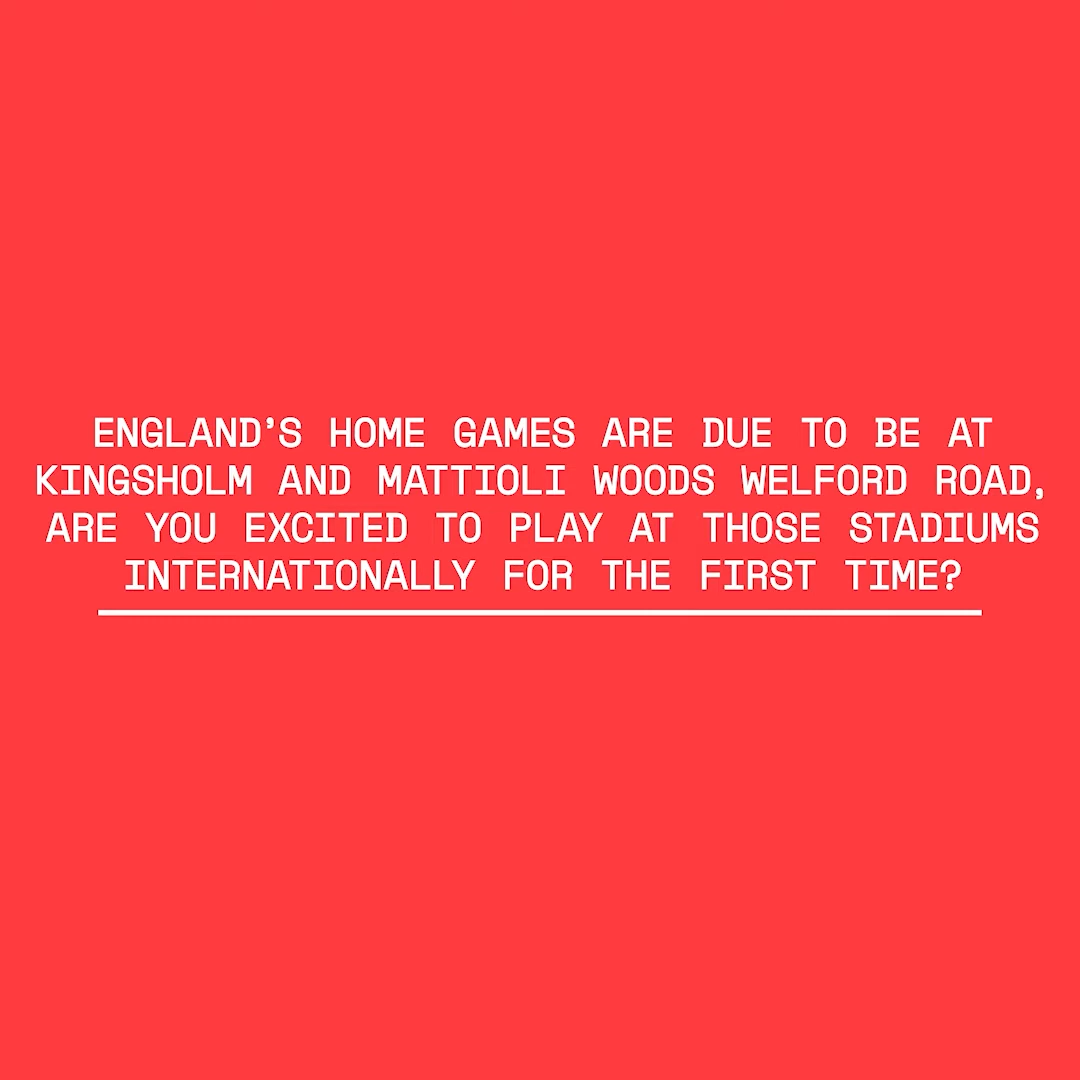 ENGLAND’S HOME GAMES ARE DUE TO BE AT
KINGSHOLM AND MATTIOLI WOODS WELFORD ROAD,
ARE YOU EXCITED TO PLAY AT THOSE STADIUMS
INTERNATIONALLY FOR THE FIRST TIME?